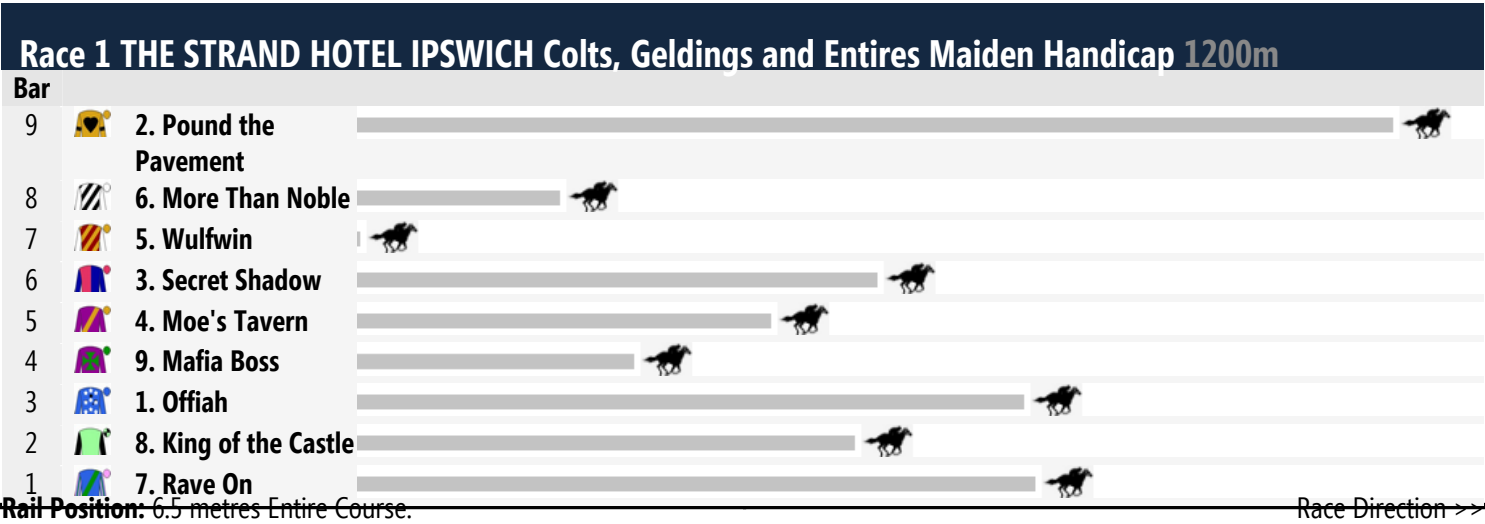 Race 1 THE STRAND HOTEL IPSWICH Colts, Geldings and Entires Maiden Handicap 1200m
Bar
9 2. Pound the
Pavement
8 6. More Than Noble
7 5. Wulfwin
6 3. Secret Shadow
5 4. Moe's Tavern
4 9. Mafia Boss
3 1. Offiah
2 8. King of the Castle
1 7. Rave On
Rail Position: 6.5 metres Entire Course. Race Direction >>